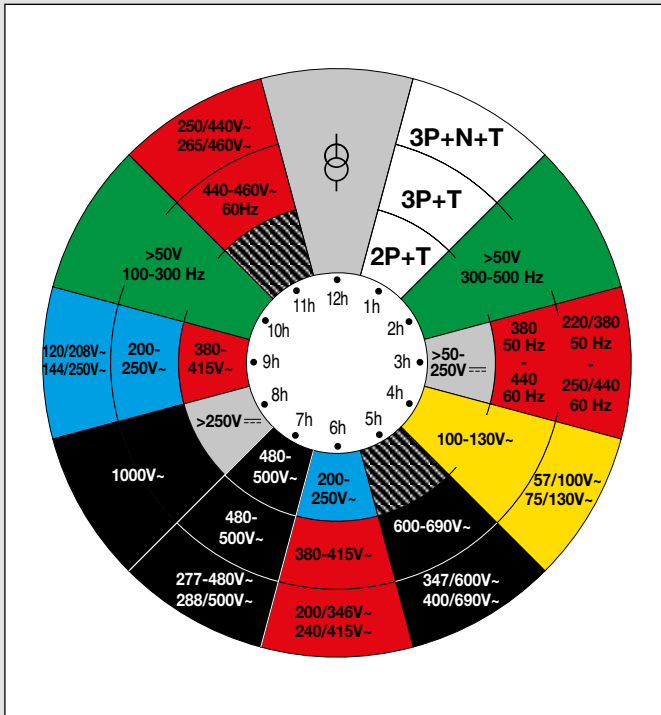 250/440V~
265/460V~
440-460V~
60Hz
3P+N+T
3P+T
2P+T
>50V
100-300 Hz
>50V
300-500 Hz
12h
11h
1h
10h
2h
9h
3h
8h
4h
7h
5h
6h
120/208V~
144/250V~
200-
250V~
380-
415V~
>50-
250V⎓
380
50 Hz
-
440
60 Hz
220/380
50 Hz
-
250/440
60 Hz
>250V⎓
100-130V~
57/100V~
75/130V~
1000V~
480-
500V~
480-
500V~
277-480V~
288/500V~
200-
250V~
380-415V~
200/346V~
240/415V~
600-690V~
347/600V~
400/690V~